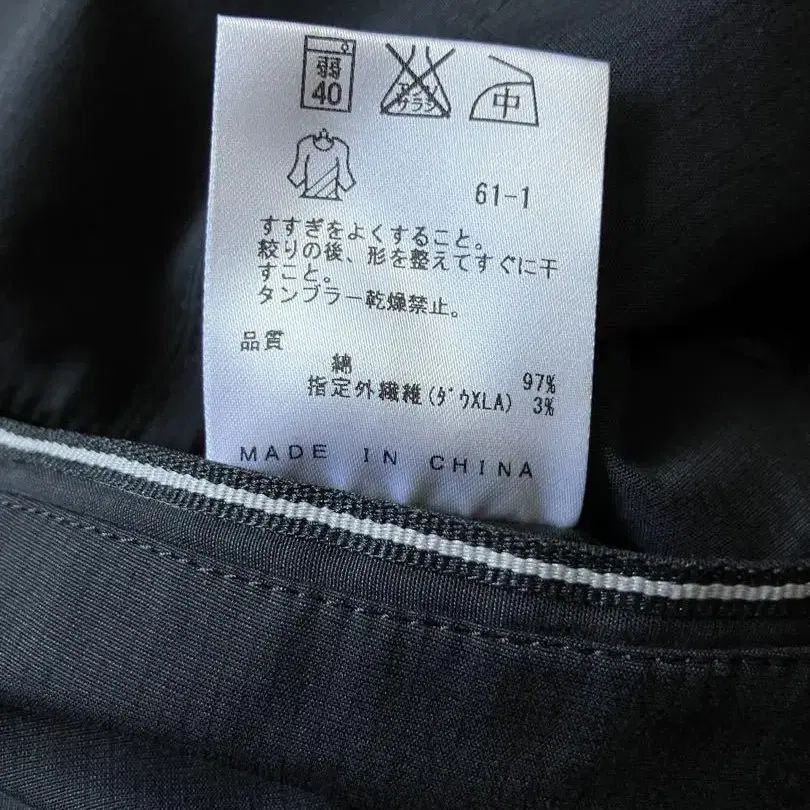 弱
40
エンソ
サラシ
中
61-1
すすぎをよくすること。
絞りの後、形を整えてすぐに干
すこと。
タンブラー乾燥禁止。
品質
綿 97%
指定外繊維(ダウXLA) 3%
MADE IN CHINA